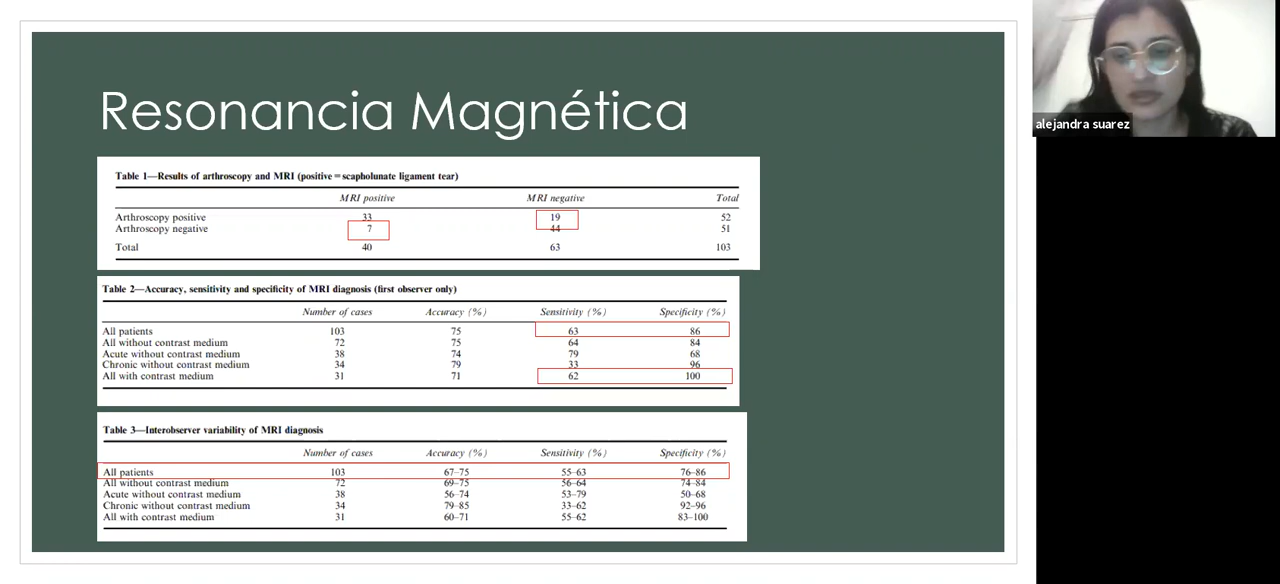 Resonancia Magnética
alejandra suarez
Table 1—Results of arthroscopy and MRI (positive = scapholunate ligament tear)
MRI positive MRI negative Total
Arthroscopy positive 33 19 52
Arthroscopy negative 7 44 51
Total 40 63 103
Table 2—Accuracy, sensitivity and specificity of MRI diagnosis (first observer only)
Number of cases Accuracy (%) Sensitivity (%) Specificity (%)
All patients 103 75 63 86
All without contrast medium 72 75 64 84
Acute without contrast medium 38 74 79 68
Chronic without contrast medium 34 79 33 96
All with contrast medium 31 71 62 100
Table 3—Interobserver variability of MRI diagnosis
Number of cases Accuracy (%) Sensitivity (%) Specificity (%)
All patients 103 67–75 55–63 76–86
All without contrast medium 72 69–75 56–64 74–84
Acute without contrast medium 38 56–74 53–79 50–68
Chronic without contrast medium 34 79–85 33–62 92–96
All with contrast medium 31 60–71 55–62 83–100